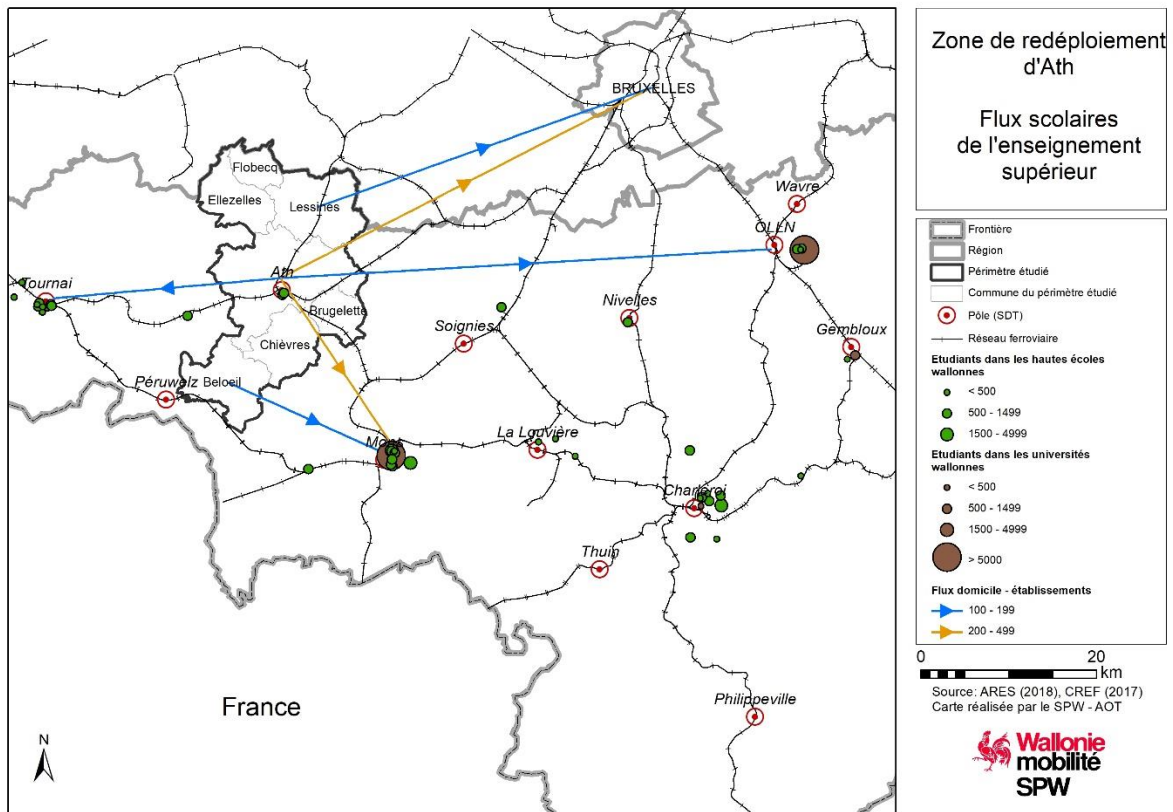 Zone de redéploiement
d'Ath
Flux scolaires
de l'enseignement
supérieur
BRUXELLES
Flobecq
Ellezelles
Lessines
Wavre
OLLN
Tournai
Ath
Brugelette
Nivelles
Soignies
Gembloux
Chièvres
Péruwelz
Beloeil
Mons
La Louvière
Charleroi
Thuin
Philippeville
France
N
Frontière
Région
Périmètre étudié
Commune du périmètre étudié
Pôle (SDT)
Réseau ferroviaire
Etudiants dans les hautes écoles
wallonnes
< 500
500 - 1499
1500 - 4999
Etudiants dans les universités
wallonnes
< 500
500 - 1499
1500 - 4999
> 5000
Flux domicile - établissements
100 - 199
200 - 499
0 20
km
Source: ARES (2018), CREF (2017)
Carte réalisée par le SPW - AOT
Wallonie
mobilité
SPW